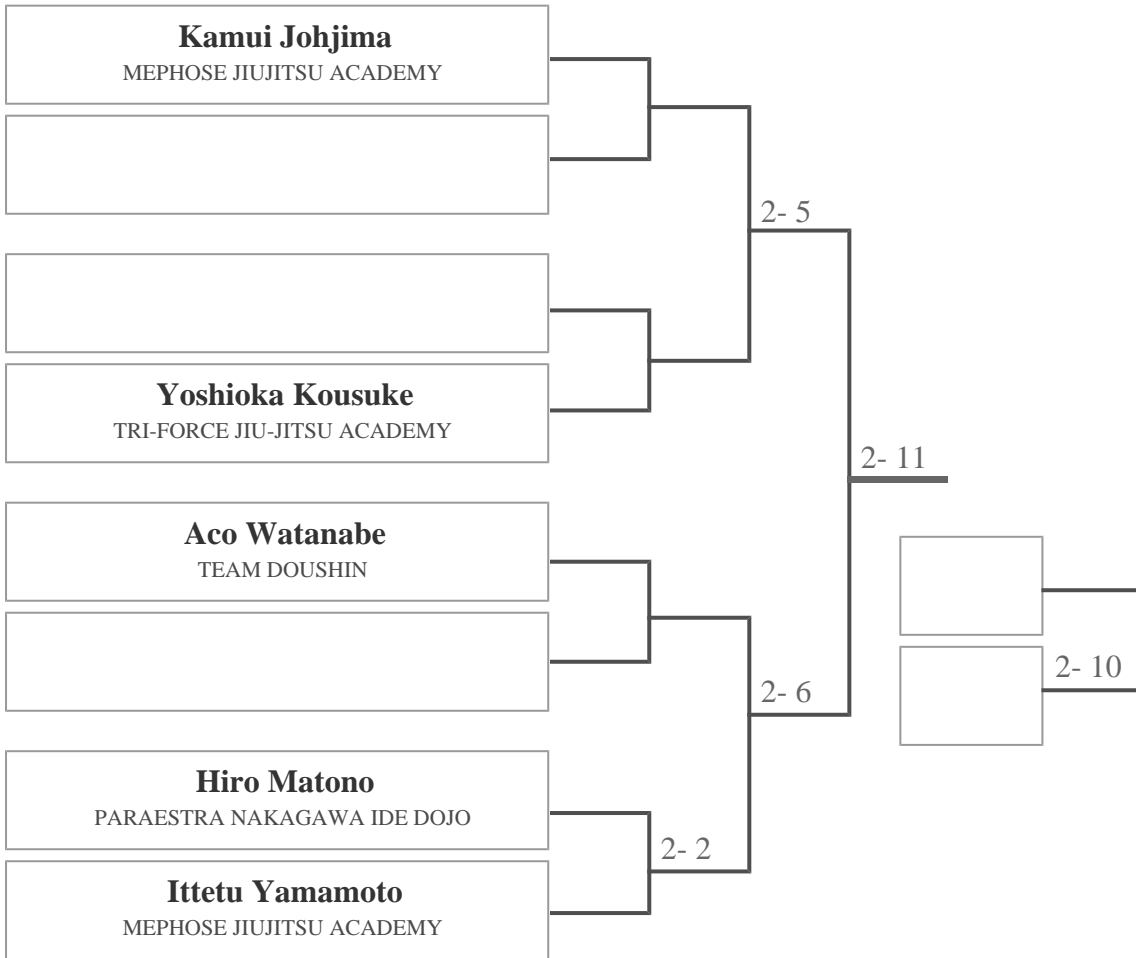 Kamui Johjima
MEPHOSE JIUJITSU ACADEMY
2- 5
Yoshioka Kousuke
TRI-FORCE JIU-JITSU ACADEMY
2- 11
Aco Watanabe
TEAM DOUSHIN
2- 10
2- 6
Hiro Matono
PARAESTRA NAKAGAWA IDE DOJO
2- 2
Ittetu Yamamoto
MEPHOSE JIUJITSU ACADEMY